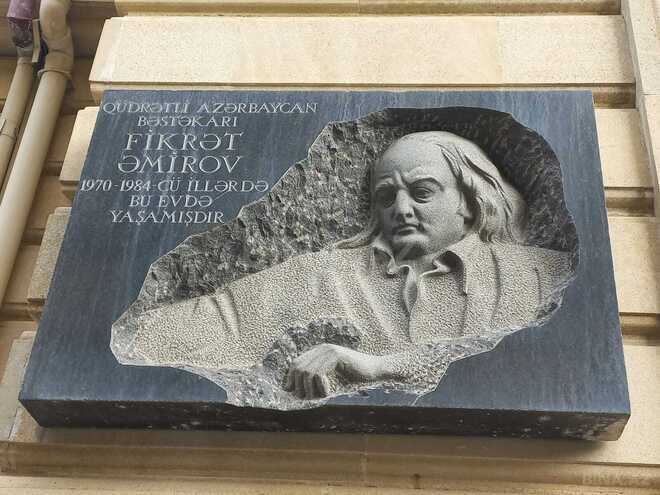 QÜDRƏTLİ AZƏRBAYCAN
BƏSTƏKARI
FİKRƏT
ƏMİROV
1970-1984-CÜ İLLƏRDƏ
BU EVDƏ
YAŞAMIŞDIR